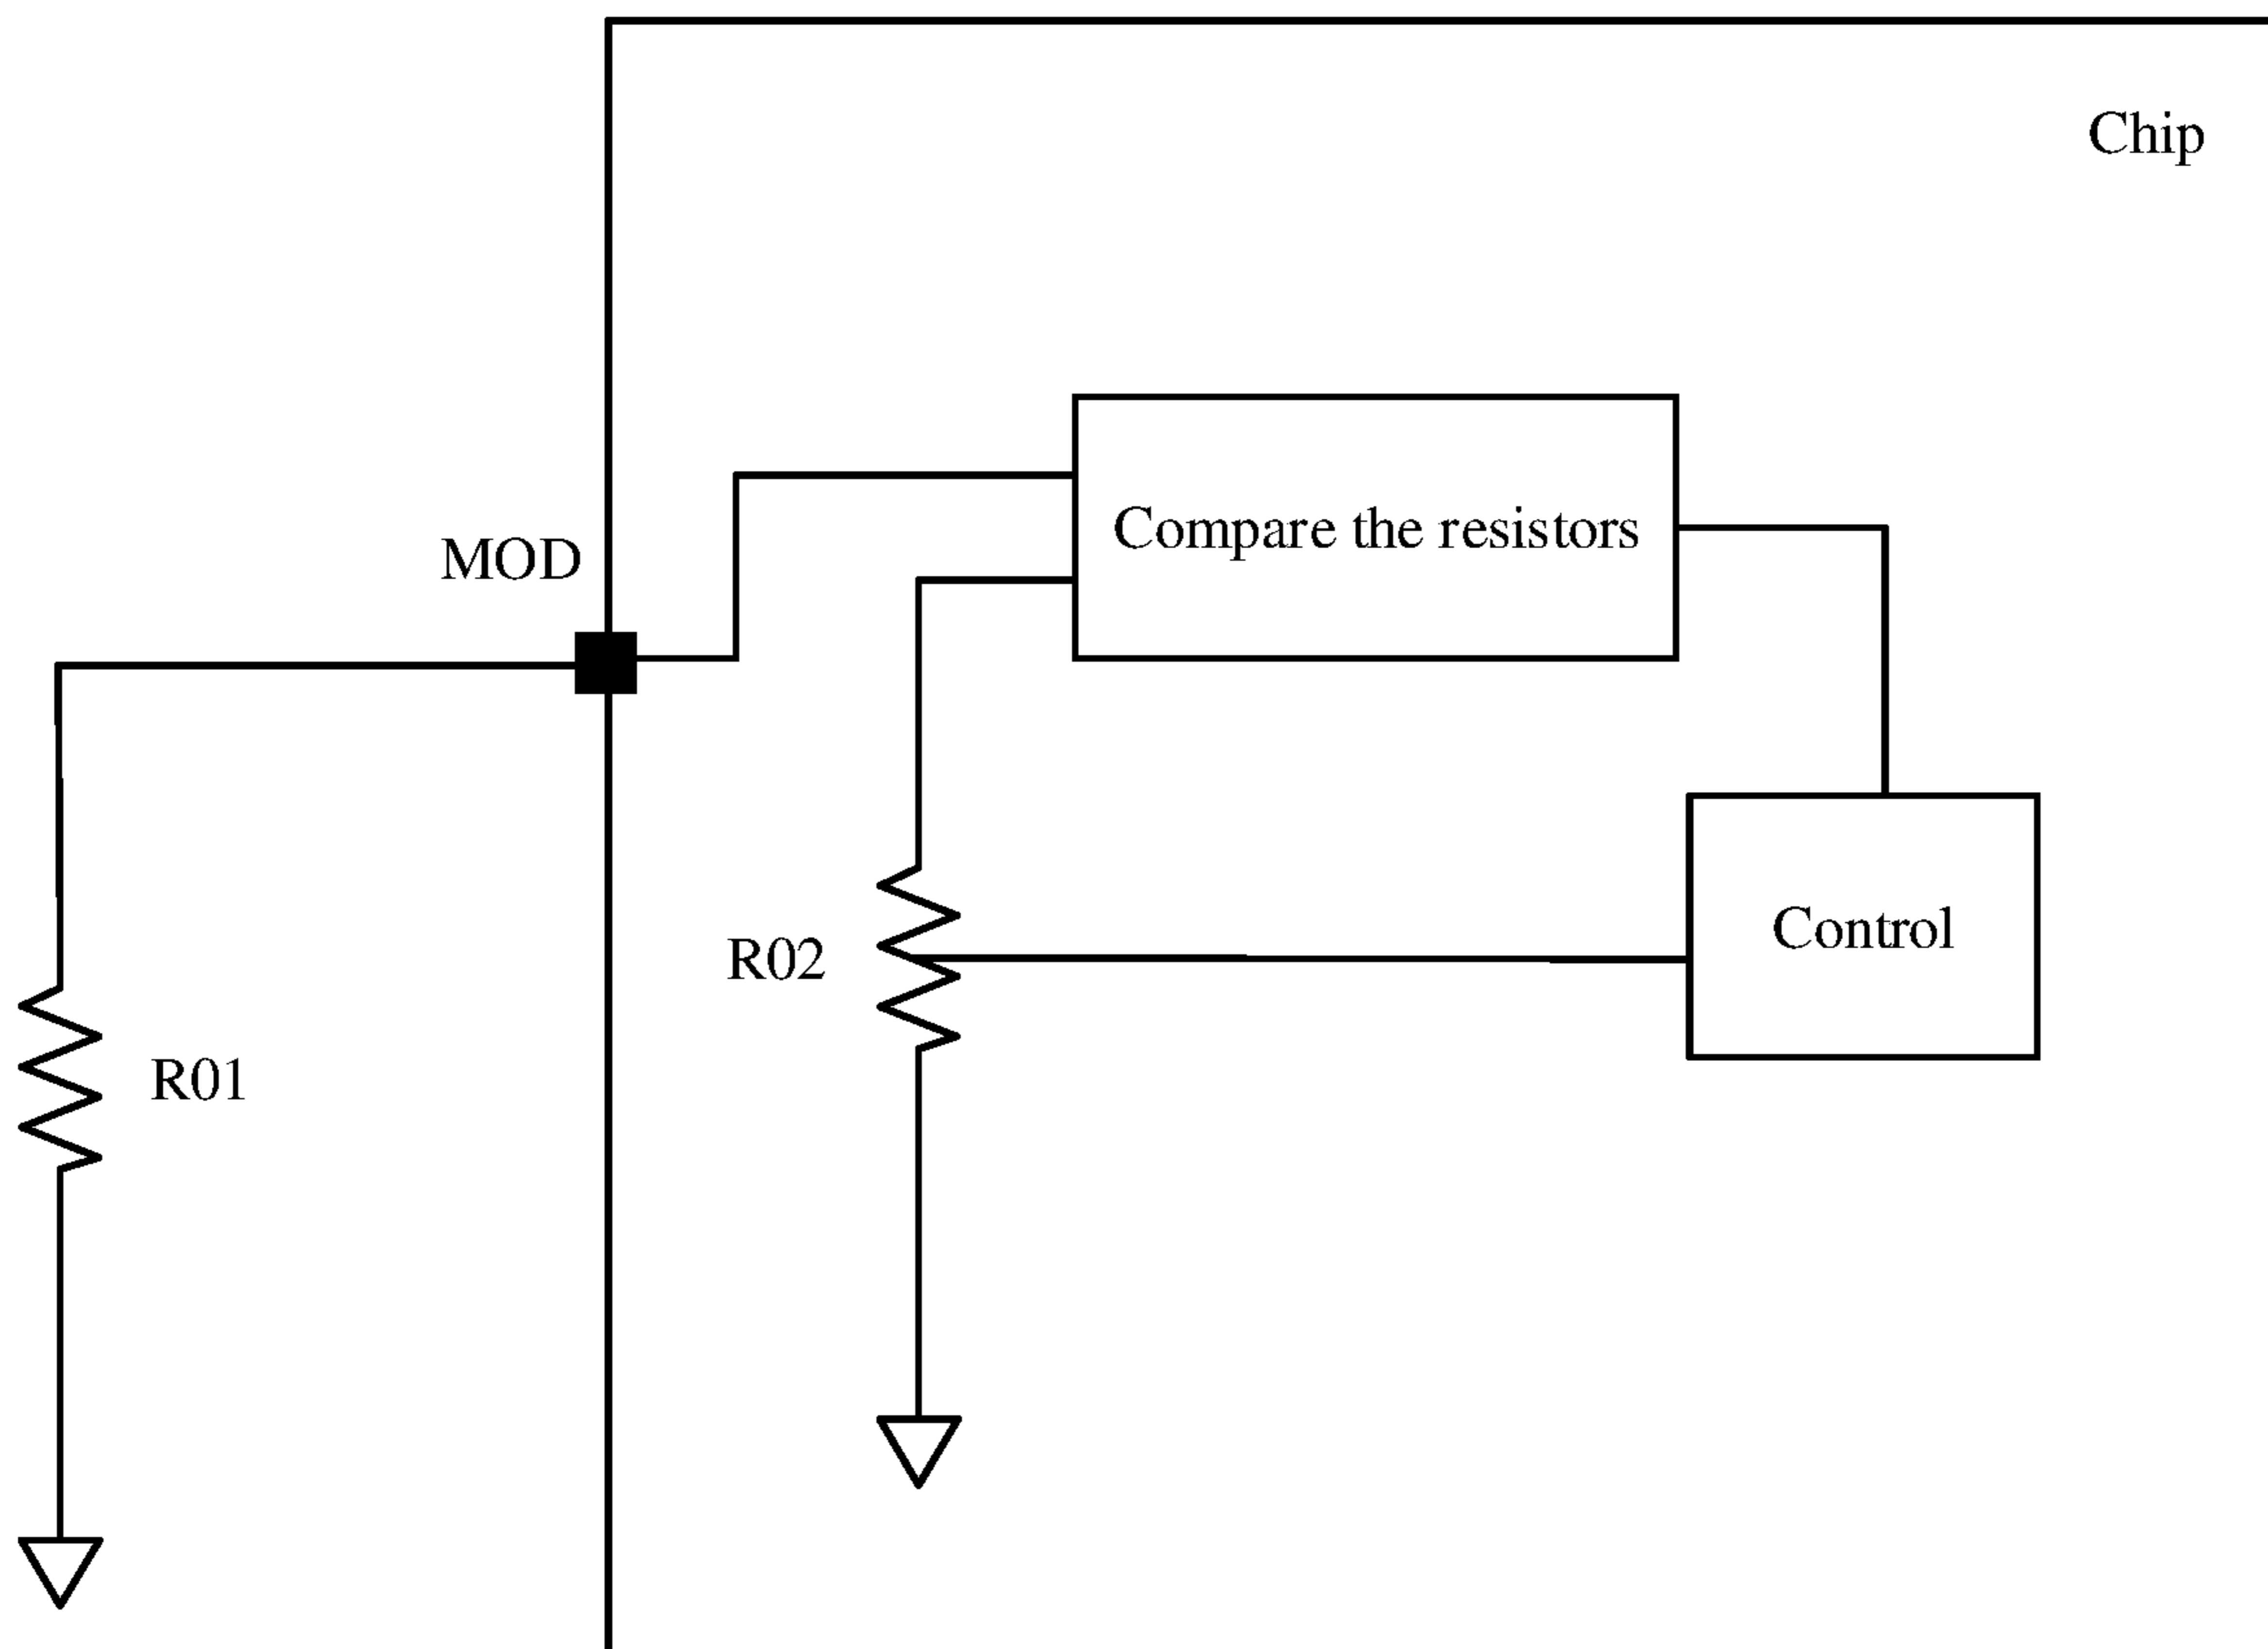 Chip
Compare the resistors
MOD
Control
R02
R01